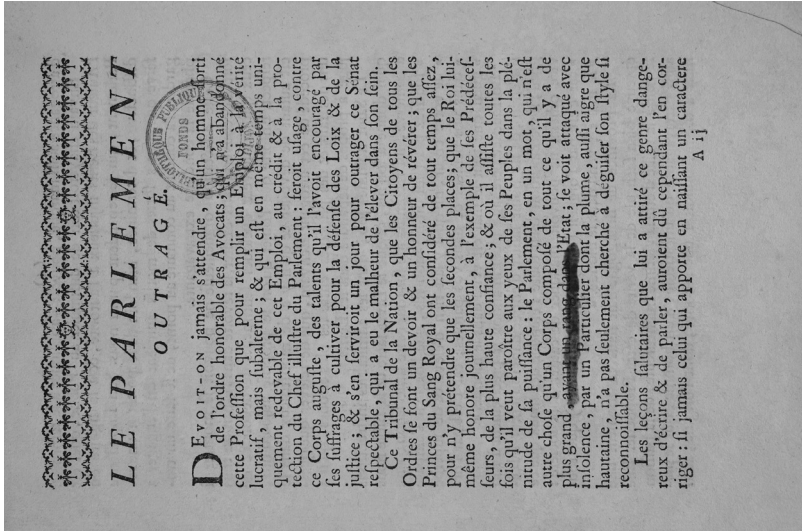 LE PARLEMENT
OUTRAGÉ.
DEVOIT-ON jamais s'attendre, qu'un homme sorti
de l'ordre honorable des Avocats; qui n'a abandonné
cette Profession que pour remplir un Emploi à la vérité
lucratif, mais subalterne; & qui est en même temps uni-
quement redevable de cet Emploi, au crédit & à la pro-
tection du Chef illustre du Parlement: feroit usage, contre
ce Corps auguste, des talents qu'il l'avoit encouragé par
ses suffrages à cultiver pour la défense des Loix & de la
justice; & s'en serviroit un jour pour outrager ce Sénat
respectable, qui a eu le malheur de l'élever dans son sein.
Ce Tribunal de la Nation, que les Citoyens de tous les
Ordres se font un devoir & un honneur de révérer; que les
Princes du Sang Royal ont considéré de tout temps assez,
pour n'y prétendre que les secondes places; que le Roi lui-
même honore journellement, à l'exemple de ses Prédéces-
seurs, de la plus haute confiance; & où il assiste toutes les
fois qu'il veut paroître aux yeux de ses Peuples dans la plé-
nitude de sa puissance: le Parlement, en un mot, qui n'est
autre chose qu'un Corps composé de tout ce qu'il y a de
plus grand dans l'Etat; se voit attaqué avec
insolence, par un Particulier dont la plume, aussi aigre que
hautaine, n'a pas seulement cherché à déguiser son style si
reconnoissable.
Les leçons salutaires que lui a attiré ce genre dange-
reux d'écrire & de parler, auroient dû cependant l'en cor-
riger: si jamais celui qui apporte en naissant un caractère
A ij
BIBLIOTHEQUE PUBLIQUE
FONDS